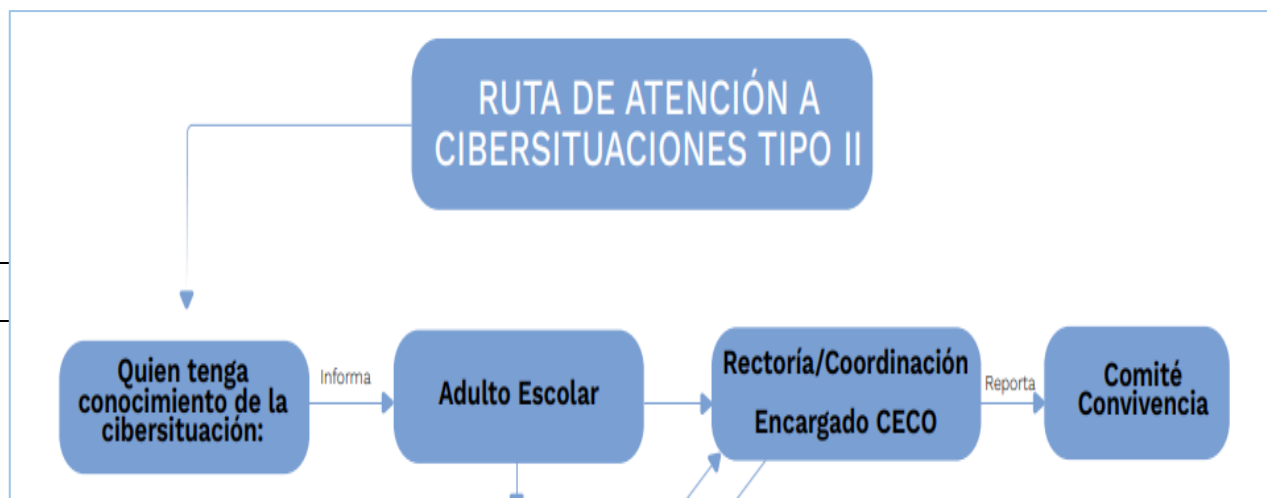 RUTA DE ATENCIÓN A
CIBERSITUACIONES TIPO II
Quien tenga
conocimiento de la
cibersituación:
Informa
Adulto Escolar
Rectoría/Coordinación
Encargado CECO
Reporta
Comité
Convivencia